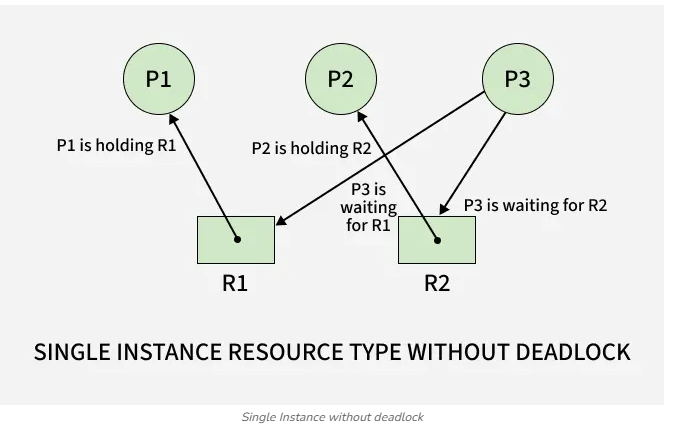 P1
P2
P3
P1 is holding R1
P2 is holding R2
P3 is
waiting
for R1
P3 is waiting for R2
R1
R2
SINGLE INSTANCE RESOURCE TYPE WITHOUT DEADLOCK
Single Instance without deadlock